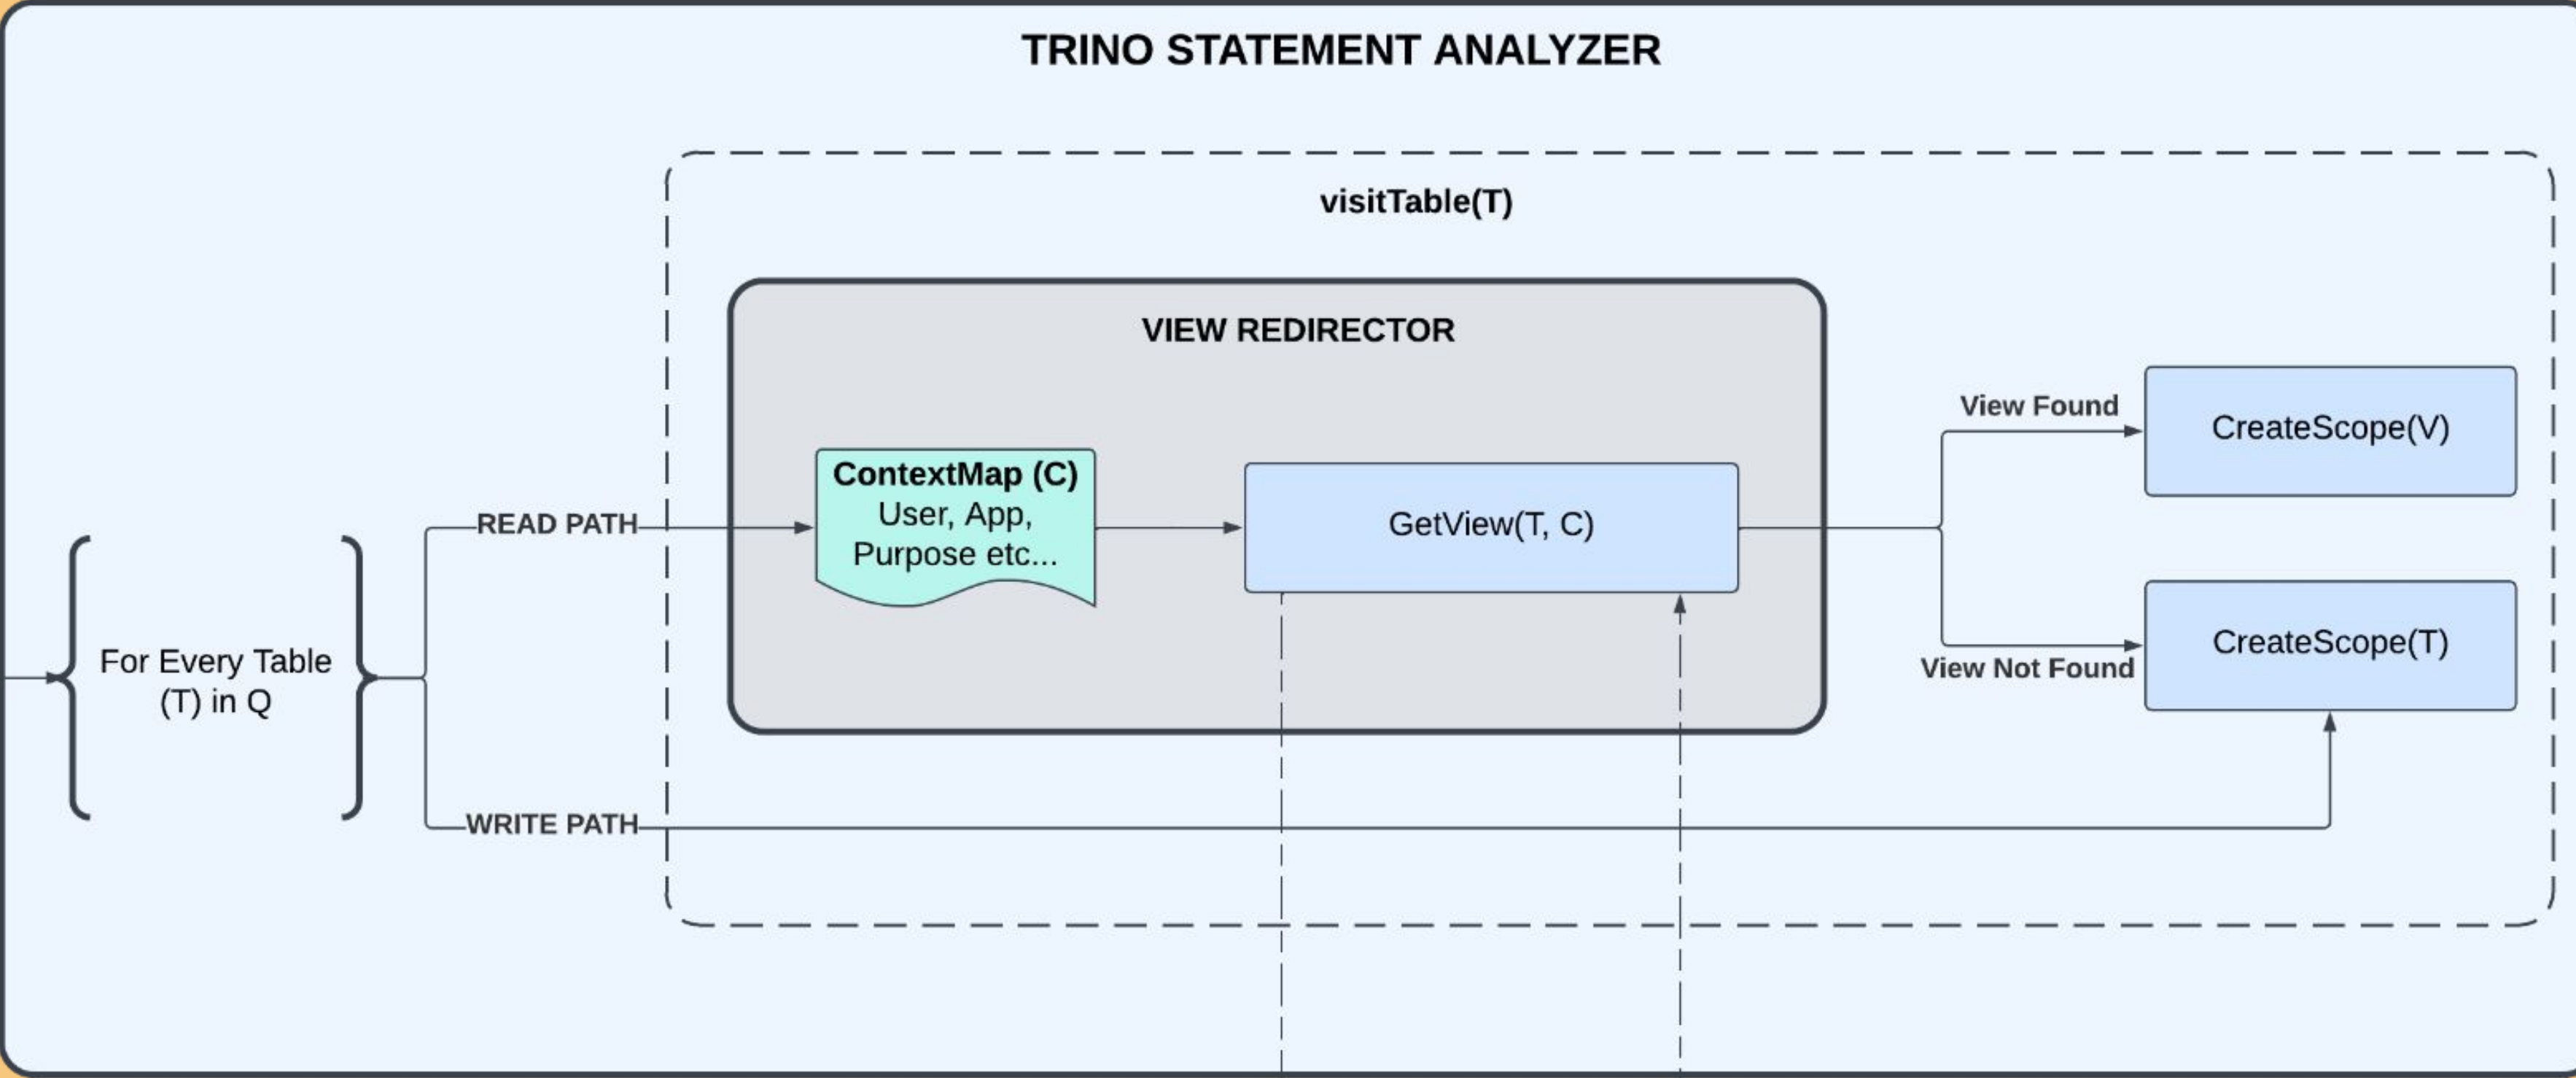 TRINO STATEMENT ANALYZER
visitTable(T)
VIEW REDIRECTOR
ContextMap (C)
User, App,
Purpose etc...
GetView(T, C)
View Found
CreateScope(V)
View Not Found
CreateScope(T)
READ PATH
For Every Table
(T) in Q
WRITE PATH